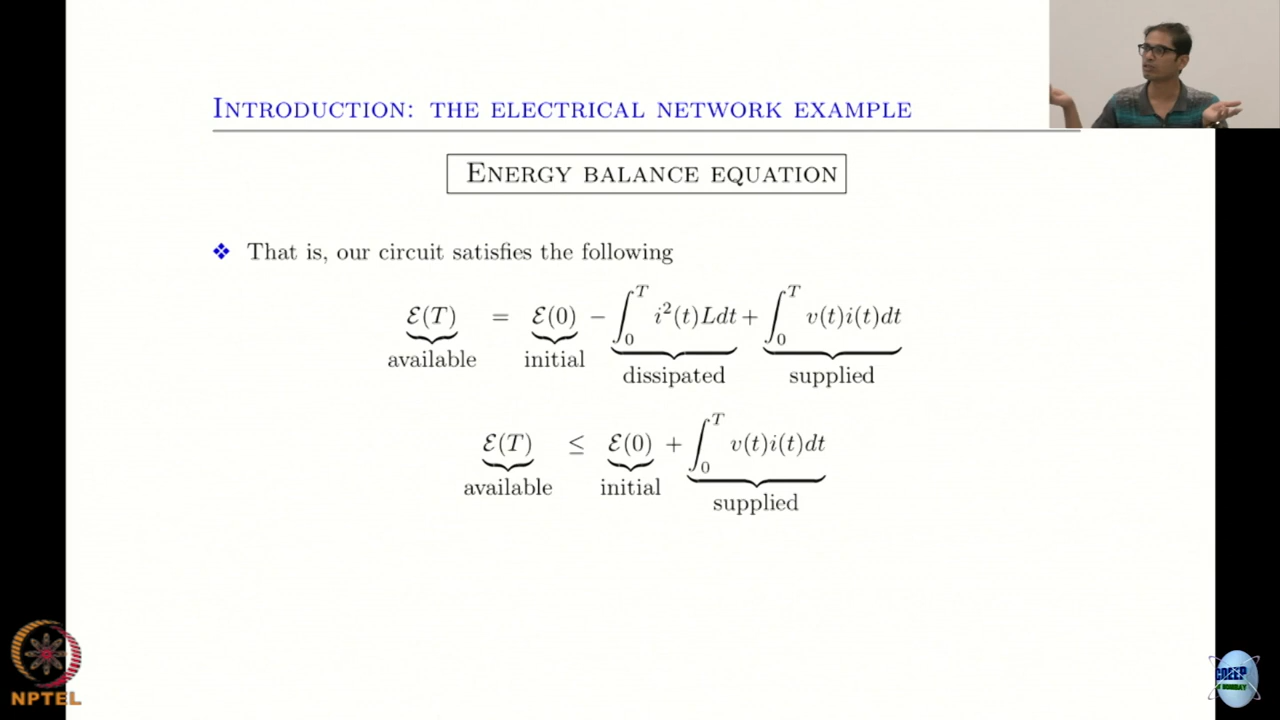 INTRODUCTION: THE ELECTRICAL NETWORK EXAMPLE
ENERGY BALANCE EQUATION
❖ That is, our circuit satisfies the following
ℰ(T) = ℰ(0) − ∫₀ᵀ i²(t)Ldt + ∫₀ᵀ v(t)i(t)dt
available initial dissipated supplied
ℰ(T) ≤ ℰ(0) + ∫₀ᵀ v(t)i(t)dt
available initial supplied
NPTEL